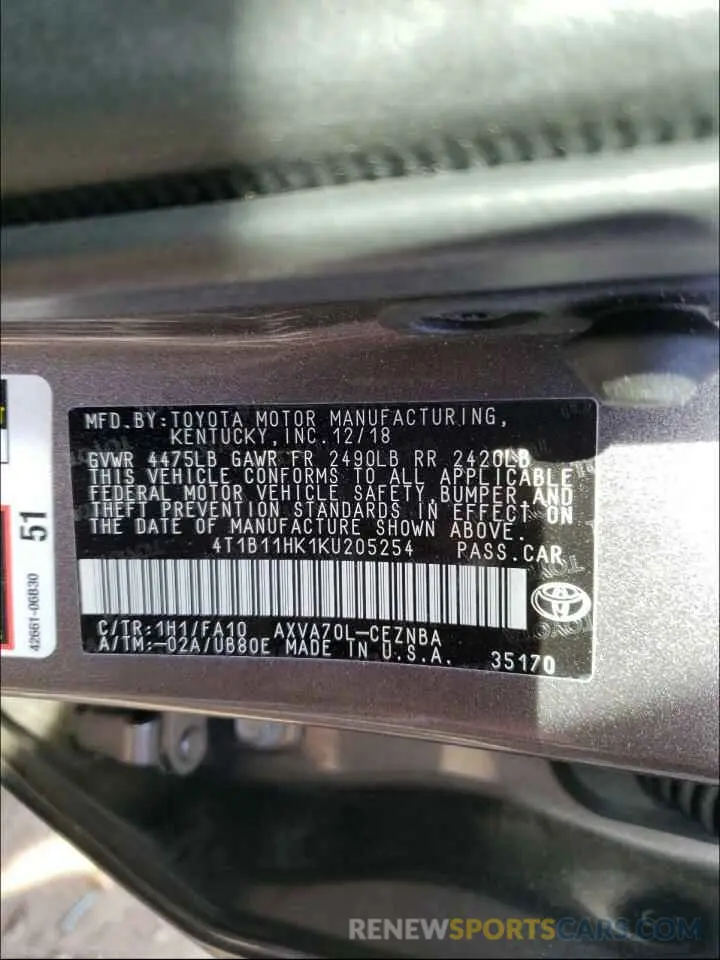 MFD.BY:TOYOTA MOTOR MANUFACTURING,
KENTUCKY,INC.12/18
GVWR 4475LB GAWR FR 2490LB RR 2420LB
THIS VEHICLE CONFORMS TO ALL APPLICABLE
FEDERAL MOTOR VEHICLE SAFETY,BUMPER,AND
THEFT PREVENTION STANDARDS IN EFFECT ON
THE DATE OF MANUFACTURE SHOWN ABOVE.
4T1B11HK1KU205254 PASS.CAR
C/TR:1H1/FA10 AXVA70L-CEZNBA
A/TM:-02A/UB80E MADE IN U.S.A. 35170
51
42661-06B30
RENEWSPORTSCARS.COM